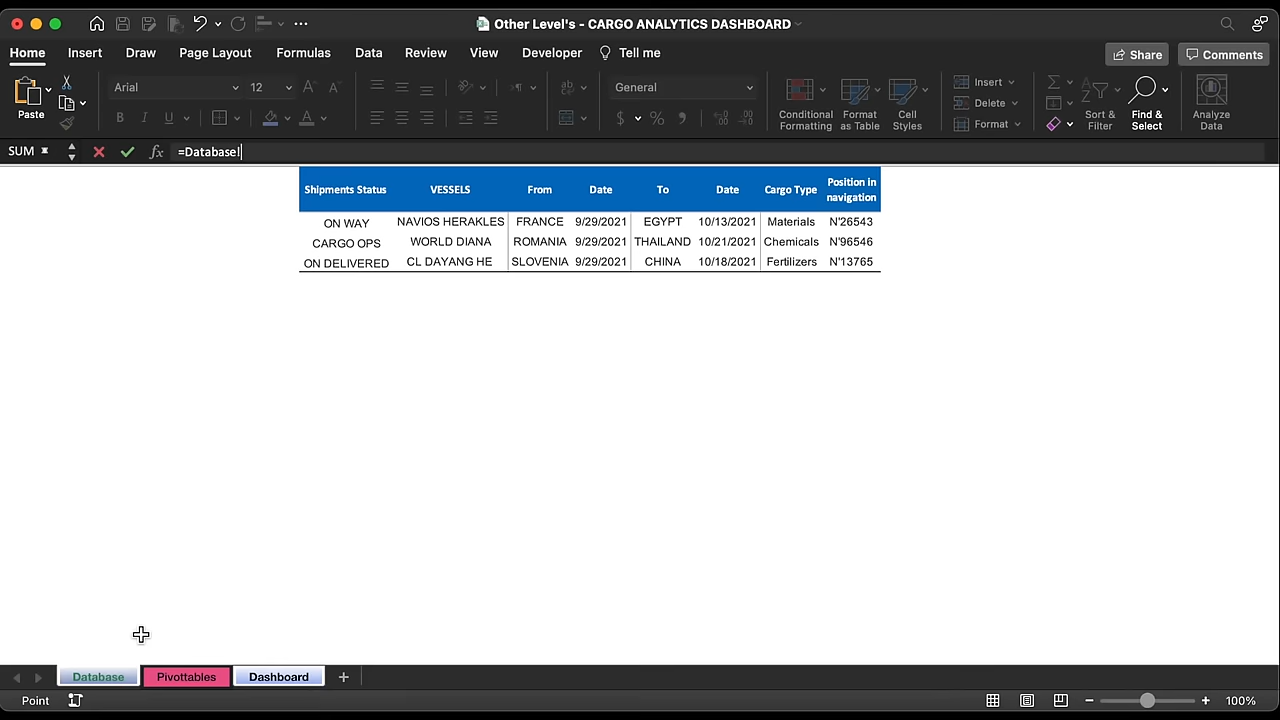 Other Level's - CARGO ANALYTICS DASHBOARD
Home Insert Draw Page Layout Formulas Data Review View Developer Tell me Share Comments
Paste Arial 12 General Conditional Formatting Format as Table Cell Styles Insert Delete Format Sort & Filter Find & Select Analyze Data
SUM fx =Database!
Shipments Status VESSELS From Date To Date Cargo Type Position in navigation
ON WAY NAVIOS HERAKLES FRANCE 9/29/2021 EGYPT 10/13/2021 Materials N'26543
CARGO OPS WORLD DIANA ROMANIA 9/29/2021 THAILAND 10/21/2021 Chemicals N'96546
ON DELIVERED CL DAYANG HE SLOVENIA 9/29/2021 CHINA 10/18/2021 Fertilizers N'13765
Database Pivottables Dashboard
Point 100%